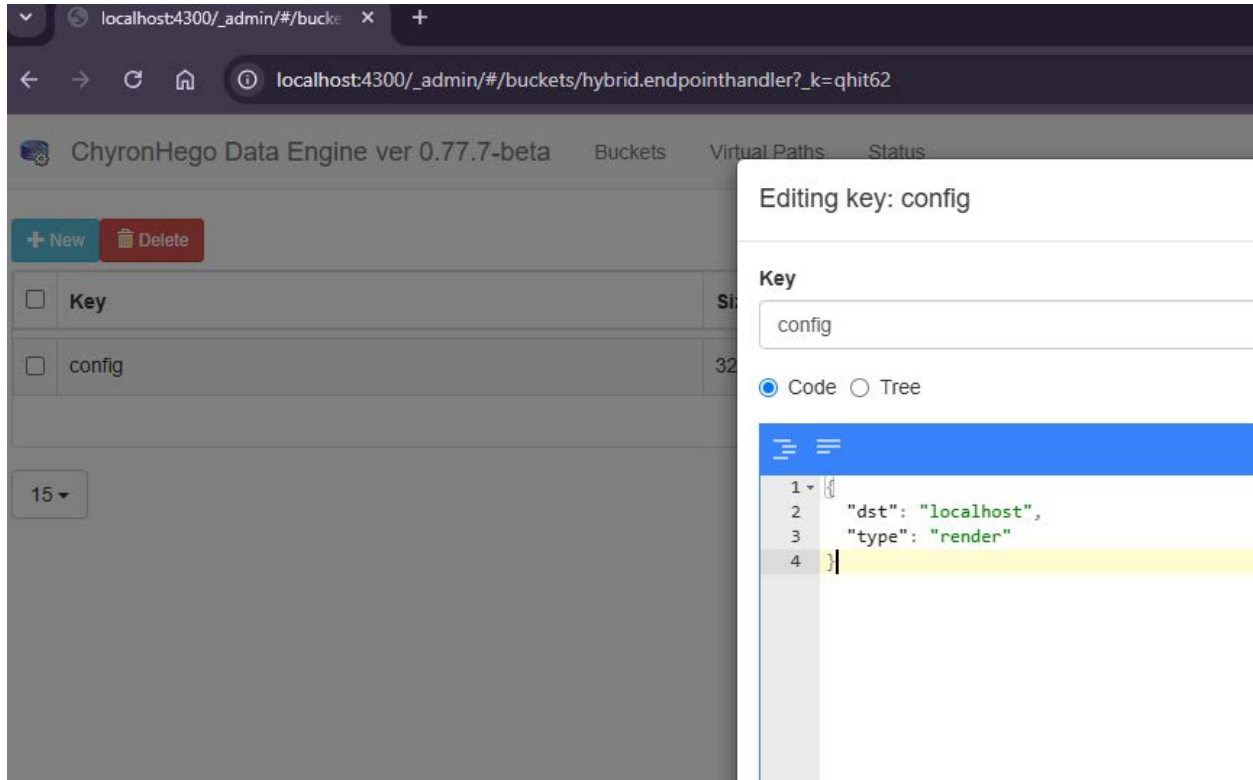 localhost:4300/_admin/#/bucke
localhost:4300/_admin/#/buckets/hybrid.endpointhandler?_k=qhit62
ChyronHego Data Engine ver 0.77.7-beta Buckets Virtual Paths Status
New Delete
Key
config 32
15
Editing key: config
Key
config
Code Tree
1 {
2 "dst": "localhost",
3 "type": "render"
4 }